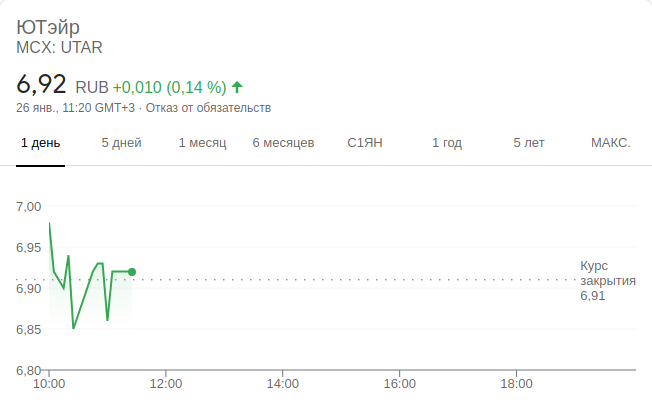 ЮТэйр
MCX: UTAR
6,92 RUB +0,010 (0,14 %)
26 янв., 11:20 GMT+3 · Отказ от обязательств
1 день 5 дней 1 месяц 6 месяцев С1ЯН 1 год 5 лет МАКС.
7,00
6,95
6,90
6,85
6,80
Курс
закрытия
6,91
10:00 12:00 14:00 16:00 18:00